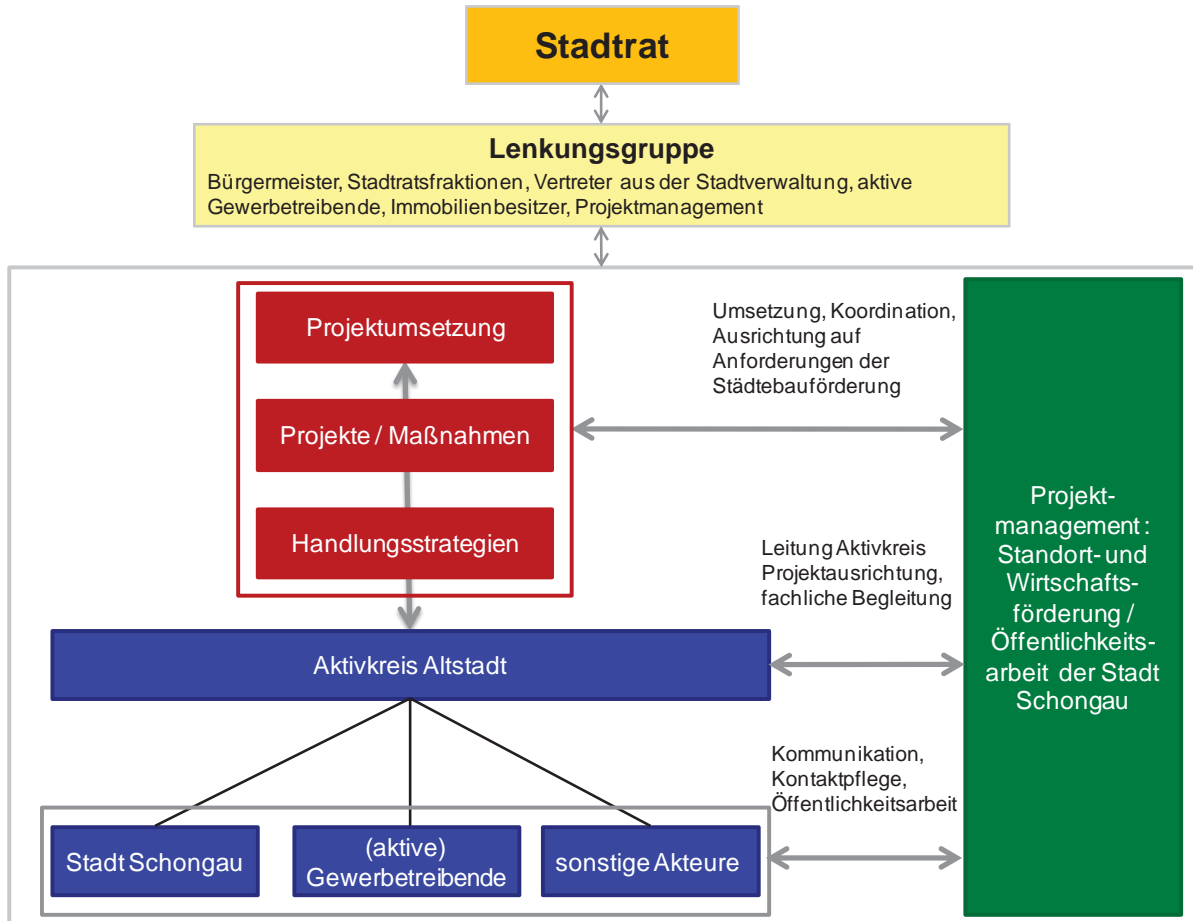 Stadtrat
Lenkungsgruppe
Bürgermeister, Stadtratsfraktionen, Vertreter aus der Stadtverwaltung, aktive
Gewerbetreibende, Immobilienbesitzer, Projektmanagement
Projektumsetzung
Projekte / Maßnahmen
Handlungsstrategien
Umsetzung, Koordination,
Ausrichtung auf
Anforderungen der
Städtebauförderung
Leitung Aktivkreis
Projektausrichtung,
fachliche Begleitung
Aktivkreis Altstadt
Kommunikation,
Kontaktpflege,
Öffentlichkeitsarbeit
Stadt Schongau
(aktive)
Gewerbetreibende
sonstige Akteure
Projekt-
management:
Standort- und
Wirtschafts-
förderung /
Öffentlichkeits-
arbeit der Stadt
Schongau